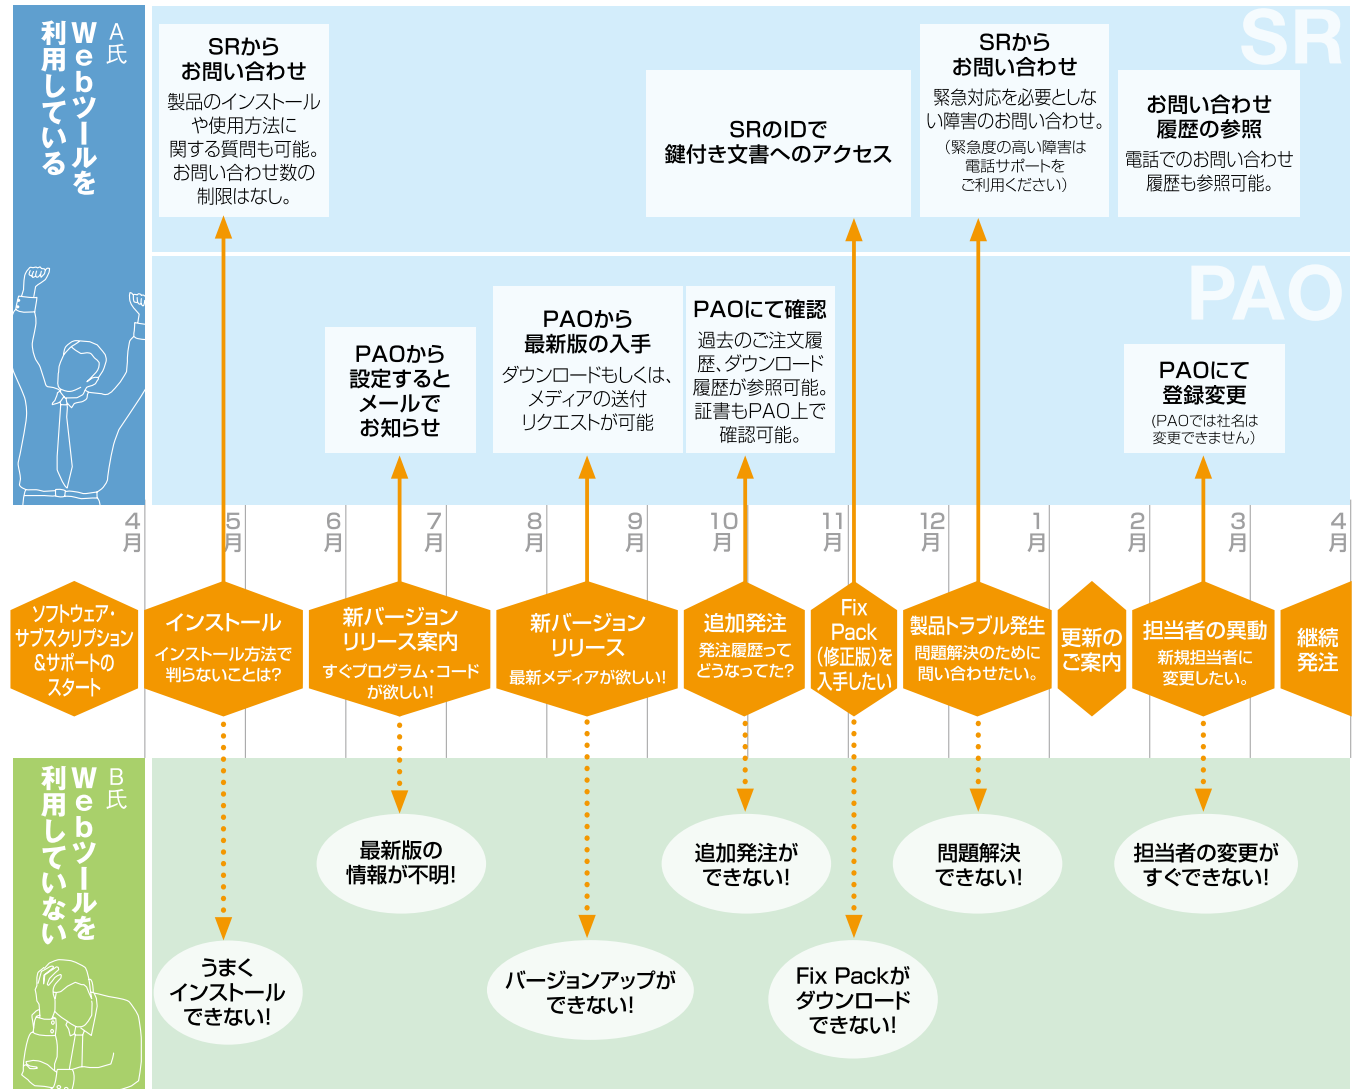 A氏
Webツールを
利用している
SR
SRから
お問い合わせ
製品のインストール
や使用方法に
関する質問も可能。
お問い合わせ数の
制限はなし。
SRのIDで
鍵付き文書へのアクセス
SRから
お問い合わせ
緊急対応を必要としな
い障害のお問い合わせ。
(緊急度の高い障害は
電話サポートを
ご利用ください)
お問い合わせ
履歴の参照
電話でのお問い合わせ
履歴も参照可能。
PAO
PAOから
設定すると
メールで
お知らせ
PAOから
最新版の入手
ダウンロードもしくは、
メディアの送付
リクエストが可能
PAOにて確認
過去のご注文履
歴、ダウンロード
履歴が参照可能。
証書もPAO上で
確認可能。
PAOにて
登録変更
(PAOでは社名は
変更できません)
4月
5月
6月
7月
8月
9月
10月
11月
12月
1月
2月
3月
4月
ソフトウェア・
サブスクリプション
&サポートの
スタート
インストール
インストール方法で
判らないことは?
新バージョン
リリース案内
すぐプログラム・コード
が欲しい!
新バージョン
リリース
最新メディアが欲しい!
追加発注
発注履歴って
どうなってた?
Fix
Pack
(修正版)を
入手したい
製品トラブル発生
問題解決のために
問い合わせたい。
更新の
ご案内
担当者の異動
新規担当者に
変更したい。
継続
発注
B氏
Webツールを
利用していない
うまく
インストール
できない!
最新版の
情報が不明!
バージョンアップが
できない!
追加発注が
できない!
Fix Packが
ダウンロード
できない!
問題解決
できない!
担当者の変更が
すぐできない!